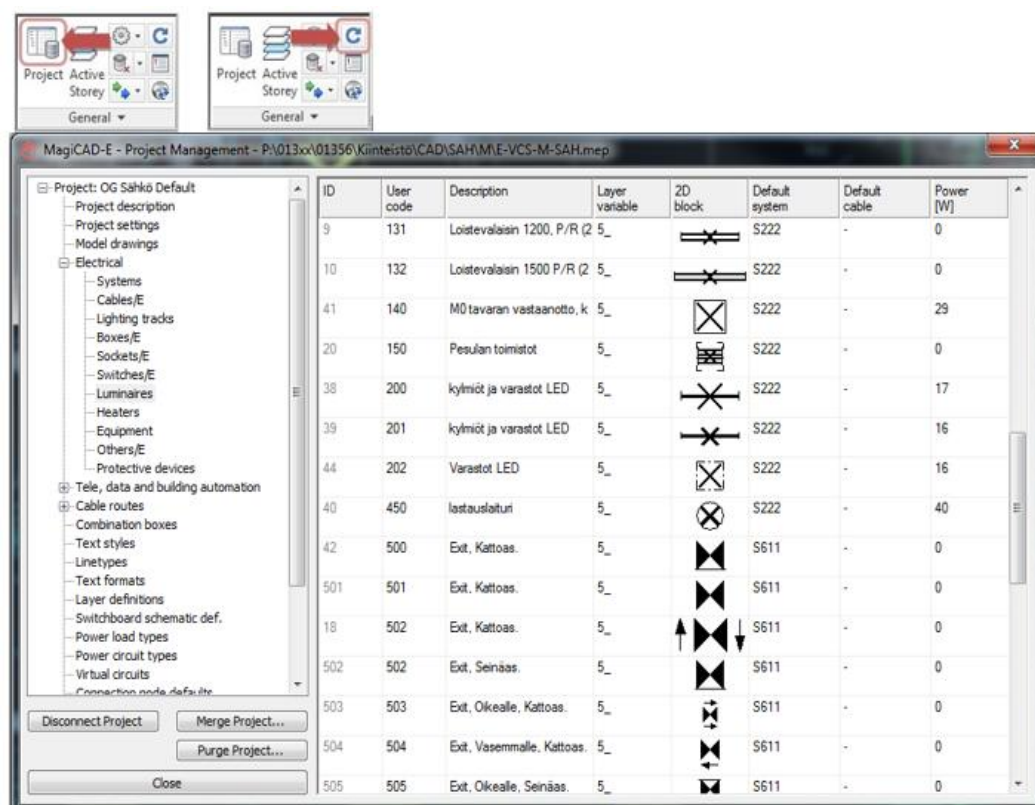 Project Active
Storey
General
Project Active
Storey
General
MagiCAD-E - Project Management - P:\013xx\01356\Kiinteistö\CAD\SAH\M\E-VCS-M-SAH.mep
Project: OG Sähkö Default
Project description
Project settings
Model drawings
Electrical
Systems
Cables/E
Lighting tracks
Boxes/E
Sockets/E
Switches/E
Luminaires
Heaters
Equipment
Others/E
Protective devices
Tele, data and building automation
Cable routes
Combination boxes
Text styles
Linetypes
Text formats
Layer definitions
Switchboard schematic def.
Power load types
Power circuit types
Virtual circuits
Connection node defaults
Disconnect Project Merge Project...
Purge Project...
Close
ID User code Description Layer variable 2D block Default system Default cable Power [W]
9 131 Loistevalaisin 1200, P/R (2 5_ S222 - 0
10 132 Loistevalaisin 1500 P/R (2 5_ S222 - 0
41 140 M0 tavaran vastaanotto, k 5_ S222 - 29
20 150 Pesulan toimistot 5_ S222 - 0
38 200 kylmiöt ja varastot LED 5_ S222 - 17
39 201 kylmiöt ja varastot LED 5_ S222 - 16
44 202 Varastot LED 5_ S222 - 16
40 450 lastauslaituri 5_ S222 - 40
42 500 Exit, Kattoas. 5_ S611 - 0
501 501 Exit, Kattoas. 5_ S611 - 0
18 502 Exit, Kattoas. 5_ S611 - 0
502 502 Exit, Seinäas. 5_ S611 - 0
503 503 Exit, Oikealle, Kattoas. 5_ S611 - 0
504 504 Exit, Vasemmalle, Kattoas. 5_ S611 - 0
505 505 Exit, Oikealle, Seinäas. 5_ S611 - 0